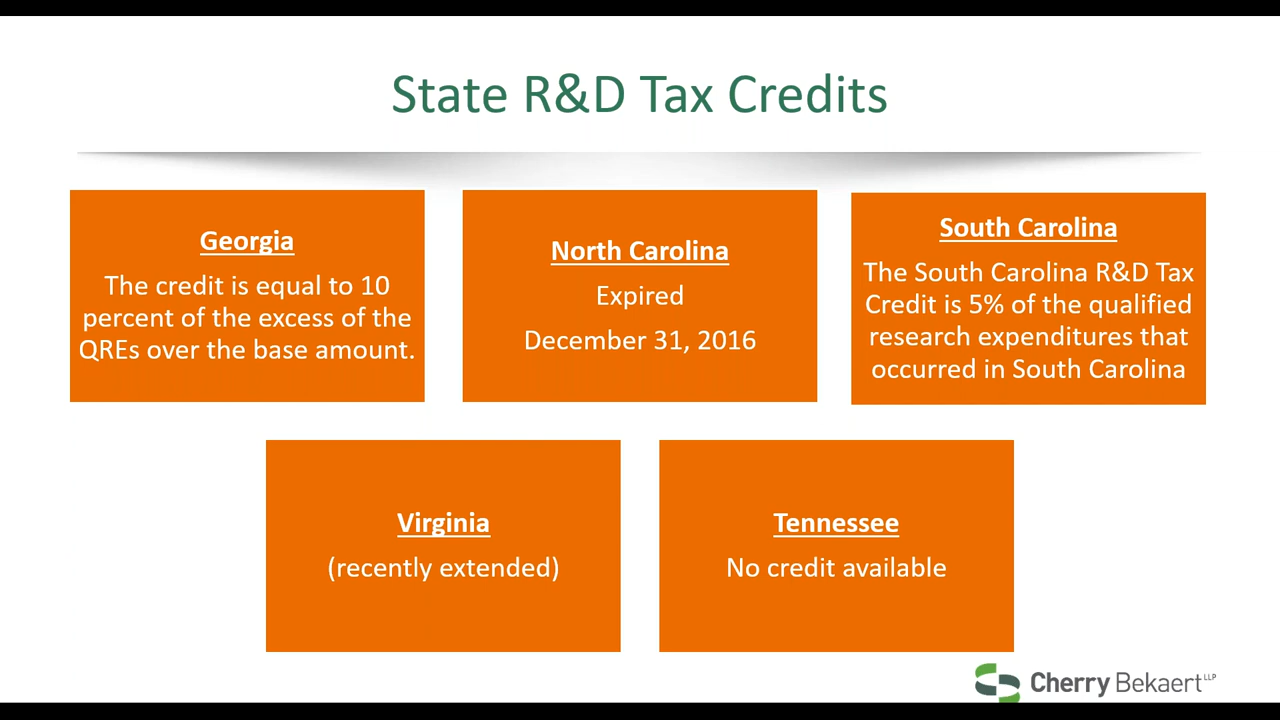 State R&D Tax Credits
Georgia
The credit is equal to 10
percent of the excess of the
QREs over the base amount.
North Carolina
Expired
December 31, 2016
South Carolina
The South Carolina R&D Tax
Credit is 5% of the qualified
research expenditures that
occurred in South Carolina
Virginia
(recently extended)
Tennessee
No credit available
Cherry Bekaert LLP